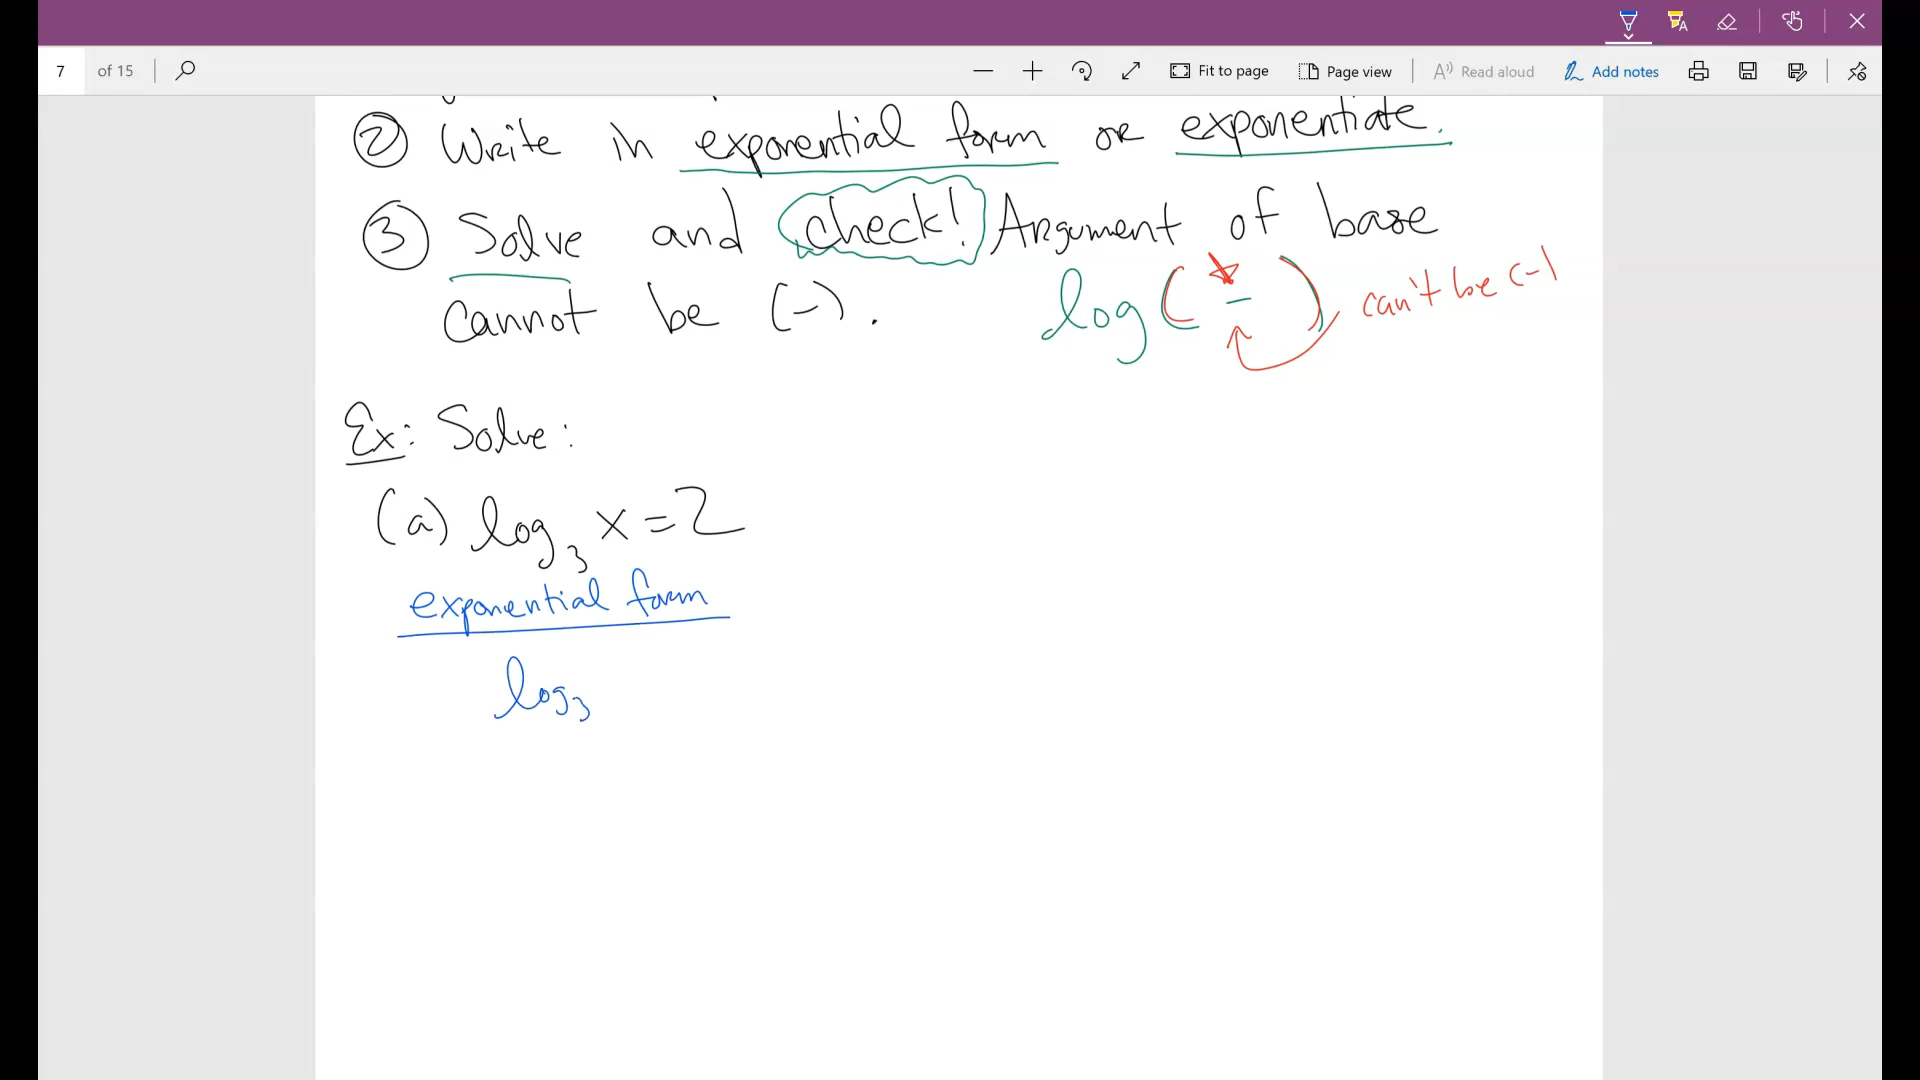 7 of 15 Fit to page Page view Read aloud Add notes
② Write in exponential form or exponentiate.
③ Solve and check! Argument of base
cannot be (-). log( - ) can't be (-)
Ex: Solve:
(a) log₃ x = 2
exponential form
log₃